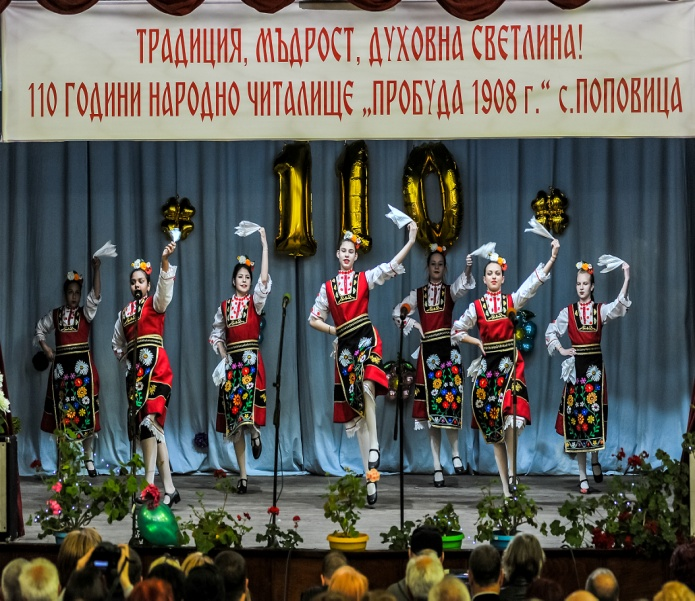 ТРАДИЦИЯ, МЪДРОСТ, ДУХОВНА СВЕТЛИНА!
110 ГОДИНИ НАРОДНО ЧИТАЛИЩЕ „ПРОБУДА 1908 г.“ с.ПОПОВИЦА
110